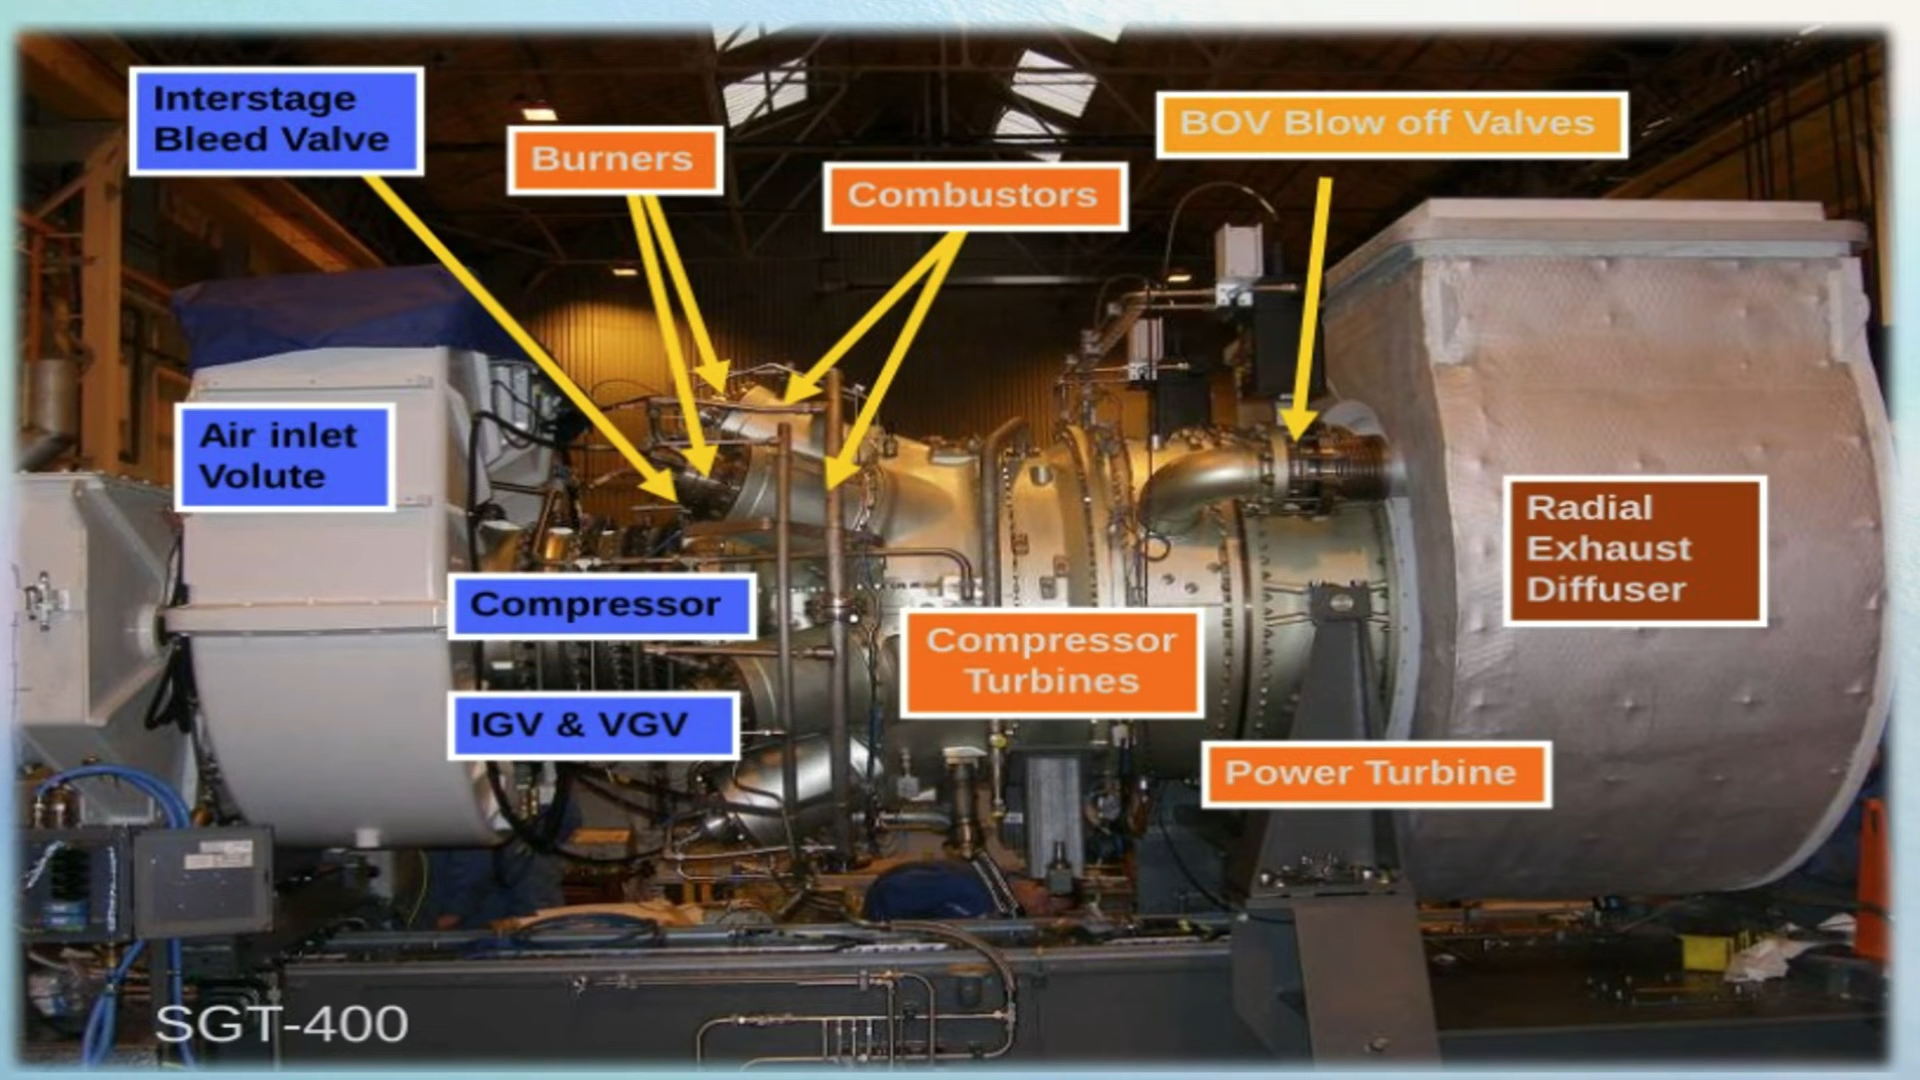 Interstage
Bleed Valve
Burners
Combustors
BOV Blow off Valves
Air inlet
Volute
Radial
Exhaust
Diffuser
Compressor
Compressor
Turbines
IGV & VGV
Power Turbine
SGT-400